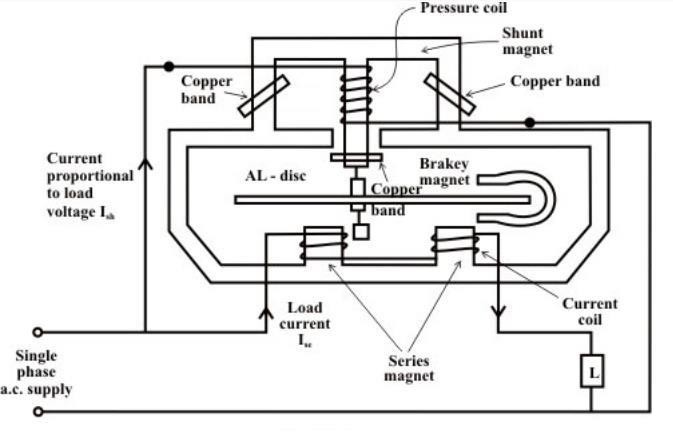 Pressure coil
Shunt
magnet
Copper
band
Copper band
Current
proportional
to load
voltage Ish
AL - disc
Brakey
magnet
Copper
band
Load
current
Ise
Current
coil
Series
magnet
Single
phase
a.c. supply
L